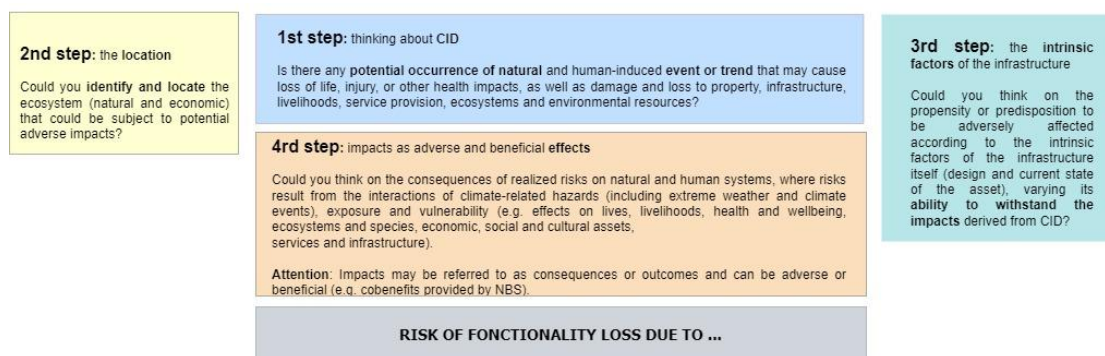 2nd step: the location
Could you identify and locate the
ecosystem (natural and economic)
that could be subject to potential
adverse impacts?
1st step: thinking about CID
Is there any potential occurrence of natural and human-induced event or trend that may cause
loss of life, injury, or other health impacts, as well as damage and loss to property, infrastructure,
livelihoods, service provision, ecosystems and environmental resources?
4rd step: impacts as adverse and beneficial effects
Could you think on the consequences of realized risks on natural and human systems, where risks
result from the interactions of climate-related hazards (including extreme weather and climate
events), exposure and vulnerability (e.g. effects on lives, livelihoods, health and wellbeing,
ecosystems and species, economic, social and cultural assets,
services and infrastructure).
Attention: Impacts may be referred to as consequences or outcomes and can be adverse or
beneficial (e.g. cobenefits provided by NBS).
3rd step: the intrinsic
factors of the infrastructure
Could you think on the
propensity or predisposition to
be adversely affected
according to the intrinsic
factors of the infrastructure
itself (design and current state
of the asset), varying its
ability to withstand the
impacts derived from CID?
RISK OF FONCTIONALITY LOSS DUE TO ...